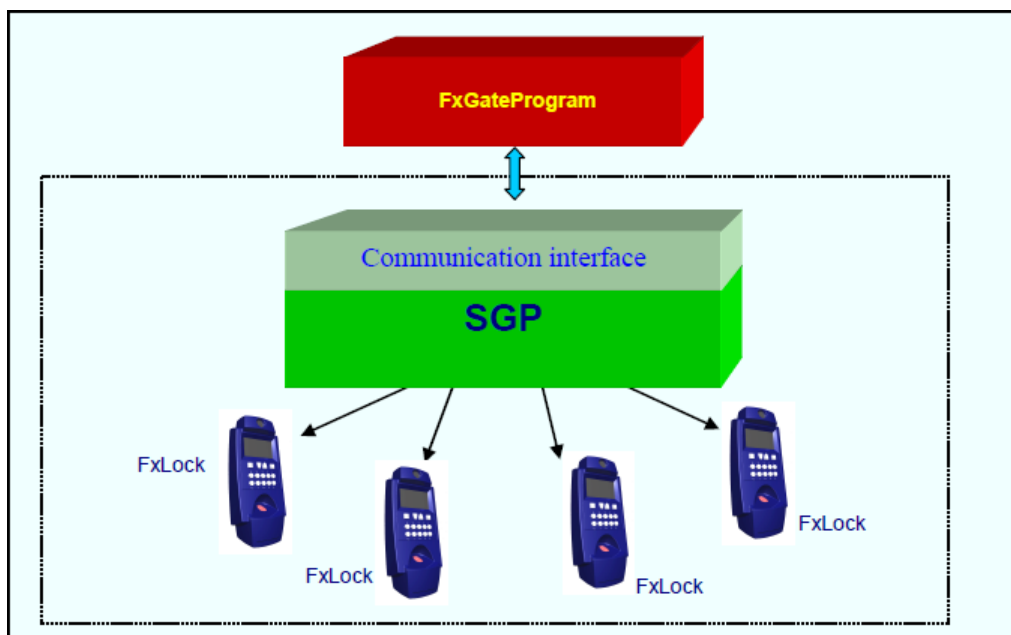 FxGateProgram
Communication interface
SGP
FxLock
FxLock
FxLock
FxLock